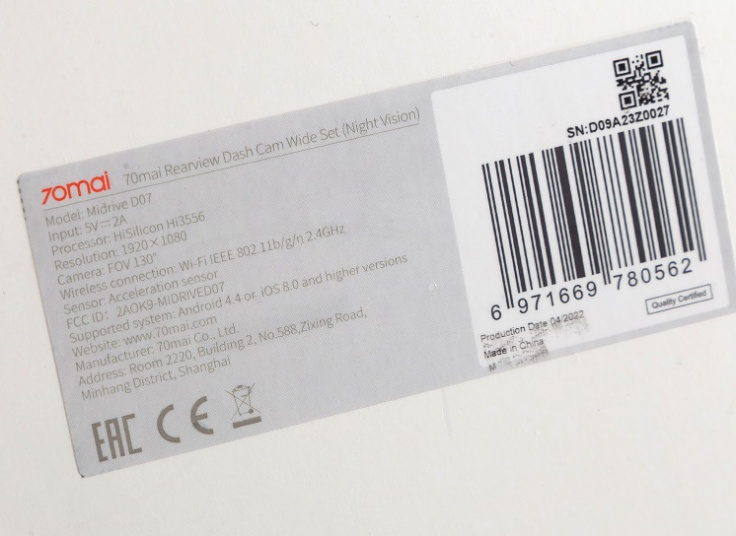 70mai 70mai Rearview Dash Cam Wide Set (Night Vision)
Model: Midrive D07
Input: 5V⎓2A
Processor: HiSilicon Hi3556
Resolution: 1920×1080
Camera: FOV 130°
Wireless connection: Wi-Fi IEEE 802.11b/g/n 2.4GHz
Sensor: Acceleration sensor
FCC ID: 2AOK9-MIDRIVED07
Supported system: Android 4.4 or iOS 8.0 and higher versions
Website: www.70mai.com
Manufacturer: 70mai Co., Ltd.
Address: Room 2220, Building 2, No.588,Zixing Road,
Minhang District, Shanghai
EAC CE
SN:D09A23Z0027
6 971669 780562
Quality Certified
Production Date 04/2022
Made in China